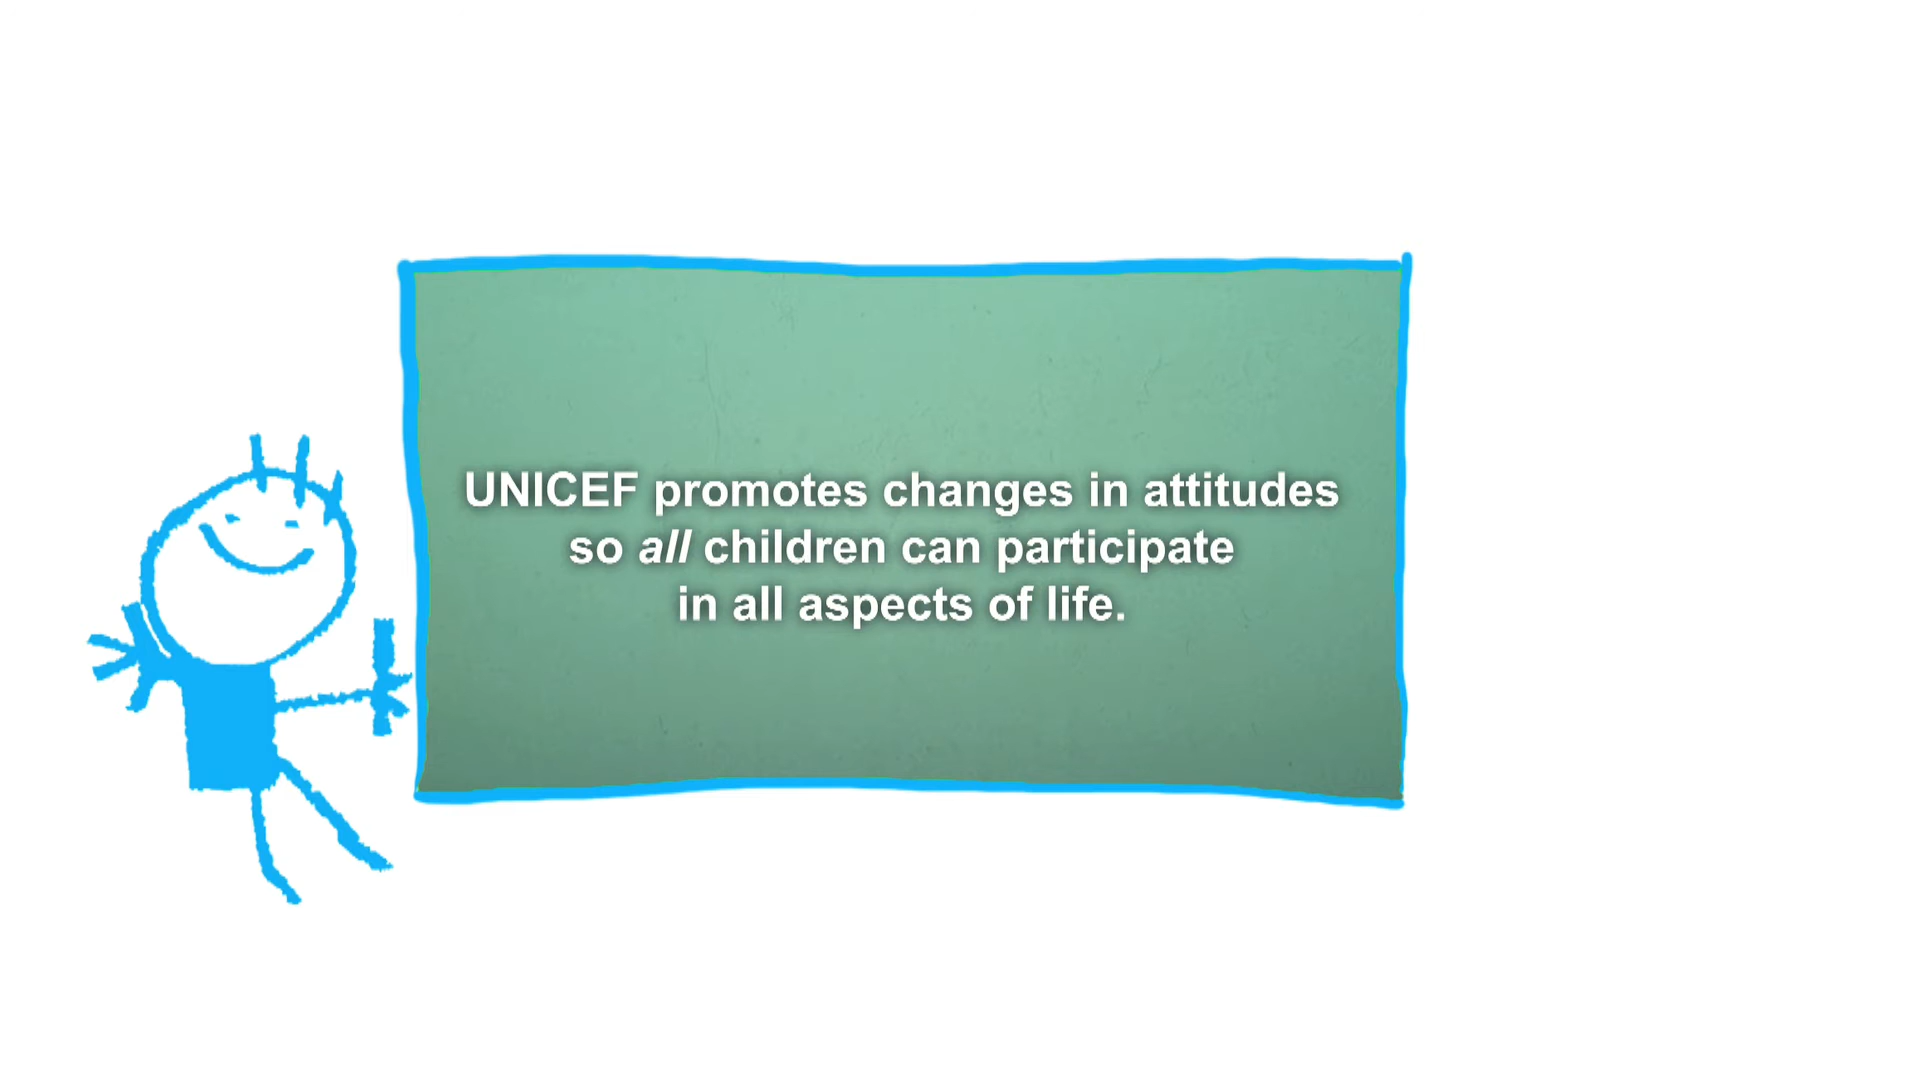 UNICEF promotes changes in attitudes
so all children can participate
in all aspects of life.